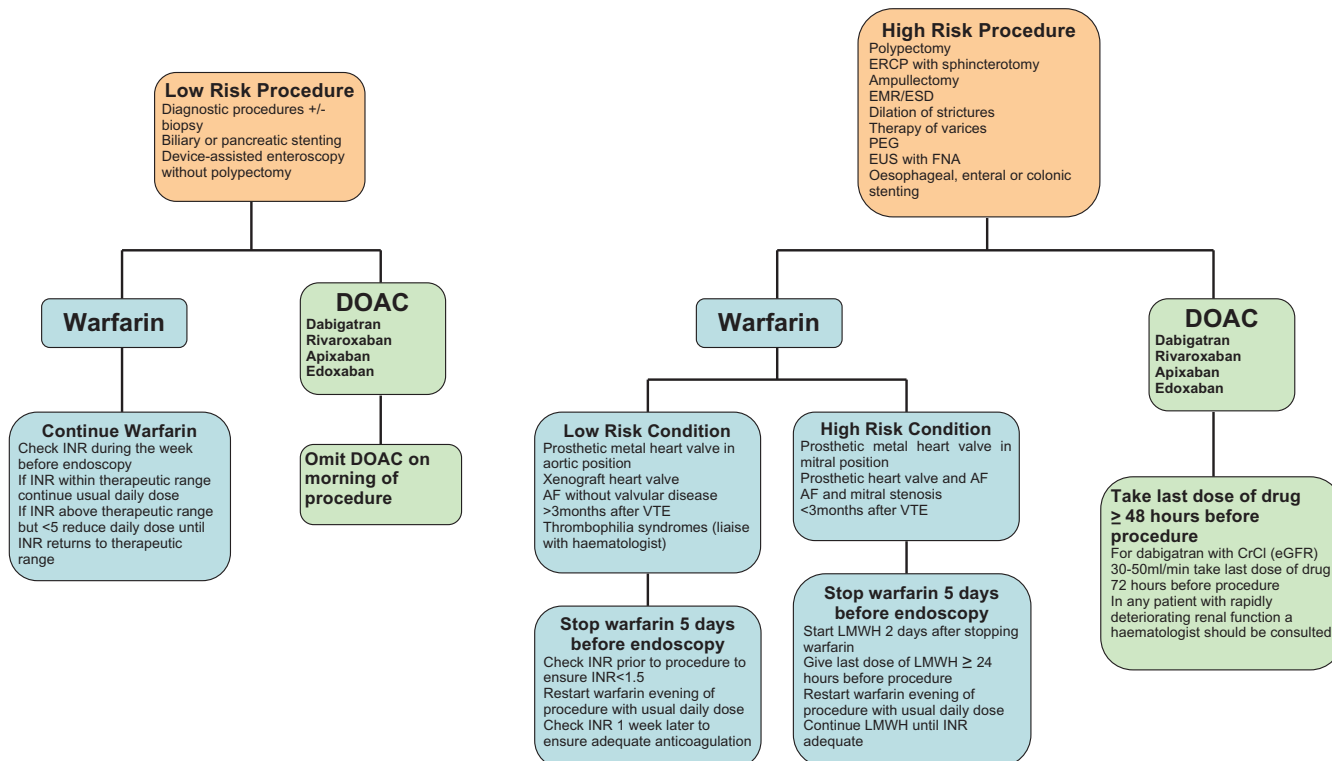 Low Risk Procedure
Diagnostic procedures +/-
biopsy
Biliary or pancreatic stenting
Device-assisted enteroscopy
without polypectomy
Warfarin
DOAC
Dabigatran
Rivaroxaban
Apixaban
Edoxaban
Continue Warfarin
Check INR during the week
before endoscopy
If INR within therapeutic range
continue usual daily dose
If INR above therapeutic range
but <5 reduce daily dose until
INR returns to therapeutic
range
Omit DOAC on
morning of
procedure
High Risk Procedure
Polypectomy
ERCP with sphincterotomy
Ampullectomy
EMR/ESD
Dilation of strictures
Therapy of varices
PEG
EUS with FNA
Oesophageal, enteral or colonic
stenting
Warfarin
DOAC
Dabigatran
Rivaroxaban
Apixaban
Edoxaban
Low Risk Condition
Prosthetic metal heart valve in
aortic position
Xenograft heart valve
AF without valvular disease
>3months after VTE
Thrombophilia syndromes (liaise
with haematologist)
High Risk Condition
Prosthetic metal heart valve in
mitral position
Prosthetic heart valve and AF
AF and mitral stenosis
<3months after VTE
Stop warfarin 5 days
before endoscopy
Check INR prior to procedure to
ensure INR<1.5
Restart warfarin evening of
procedure with usual daily dose
Check INR 1 week later to
ensure adequate anticoagulation
Stop warfarin 5 days
before endoscopy
Start LMWH 2 days after stopping
warfarin
Give last dose of LMWH ≥ 24
hours before procedure
Restart warfarin evening of
procedure with usual daily dose
Continue LMWH until INR
adequate
Take last dose of drug
≥ 48 hours before
procedure
For dabigatran with CrCl (eGFR)
30-50ml/min take last dose of drug
72 hours before procedure
In any patient with rapidly
deteriorating renal function a
haematologist should be consulted